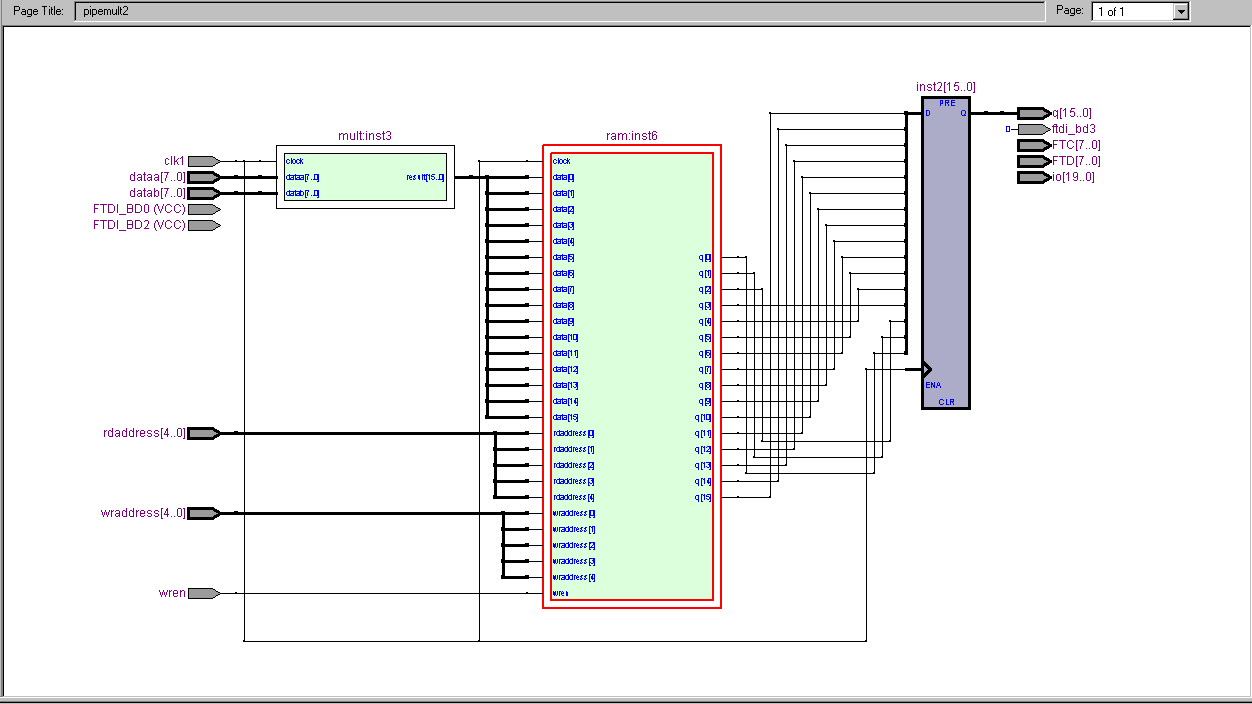 Page Title: pipemult2 Page: 1 of 1
inst2[15..0]
PRE
D Q
ENA
CLR
q[15..0]
ftdi_bd3
FTC[7..0]
FTD[7..0]
io[19..0]
mult:inst3
clock
dataa[7..0]
datab[7..0]
result[15..0]
clk1
dataa[7..0]
datab[7..0]
FTDI_BD0 (VCC)
FTDI_BD2 (VCC)
rdaddress[4..0]
wraddress[4..0]
wren
ram:inst6
clock
data[0]
data[1]
data[2]
data[3]
data[4]
data[5]
data[6]
data[7]
data[8]
data[9]
data[10]
data[11]
data[12]
data[13]
data[14]
data[15]
rdaddress[0]
rdaddress[1]
rdaddress[2]
rdaddress[3]
rdaddress[4]
wraddress[0]
wraddress[1]
wraddress[2]
wraddress[3]
wraddress[4]
wren
q[0]
q[1]
q[2]
q[3]
q[4]
q[5]
q[6]
q[7]
q[8]
q[9]
q[10]
q[11]
q[12]
q[13]
q[14]
q[15]